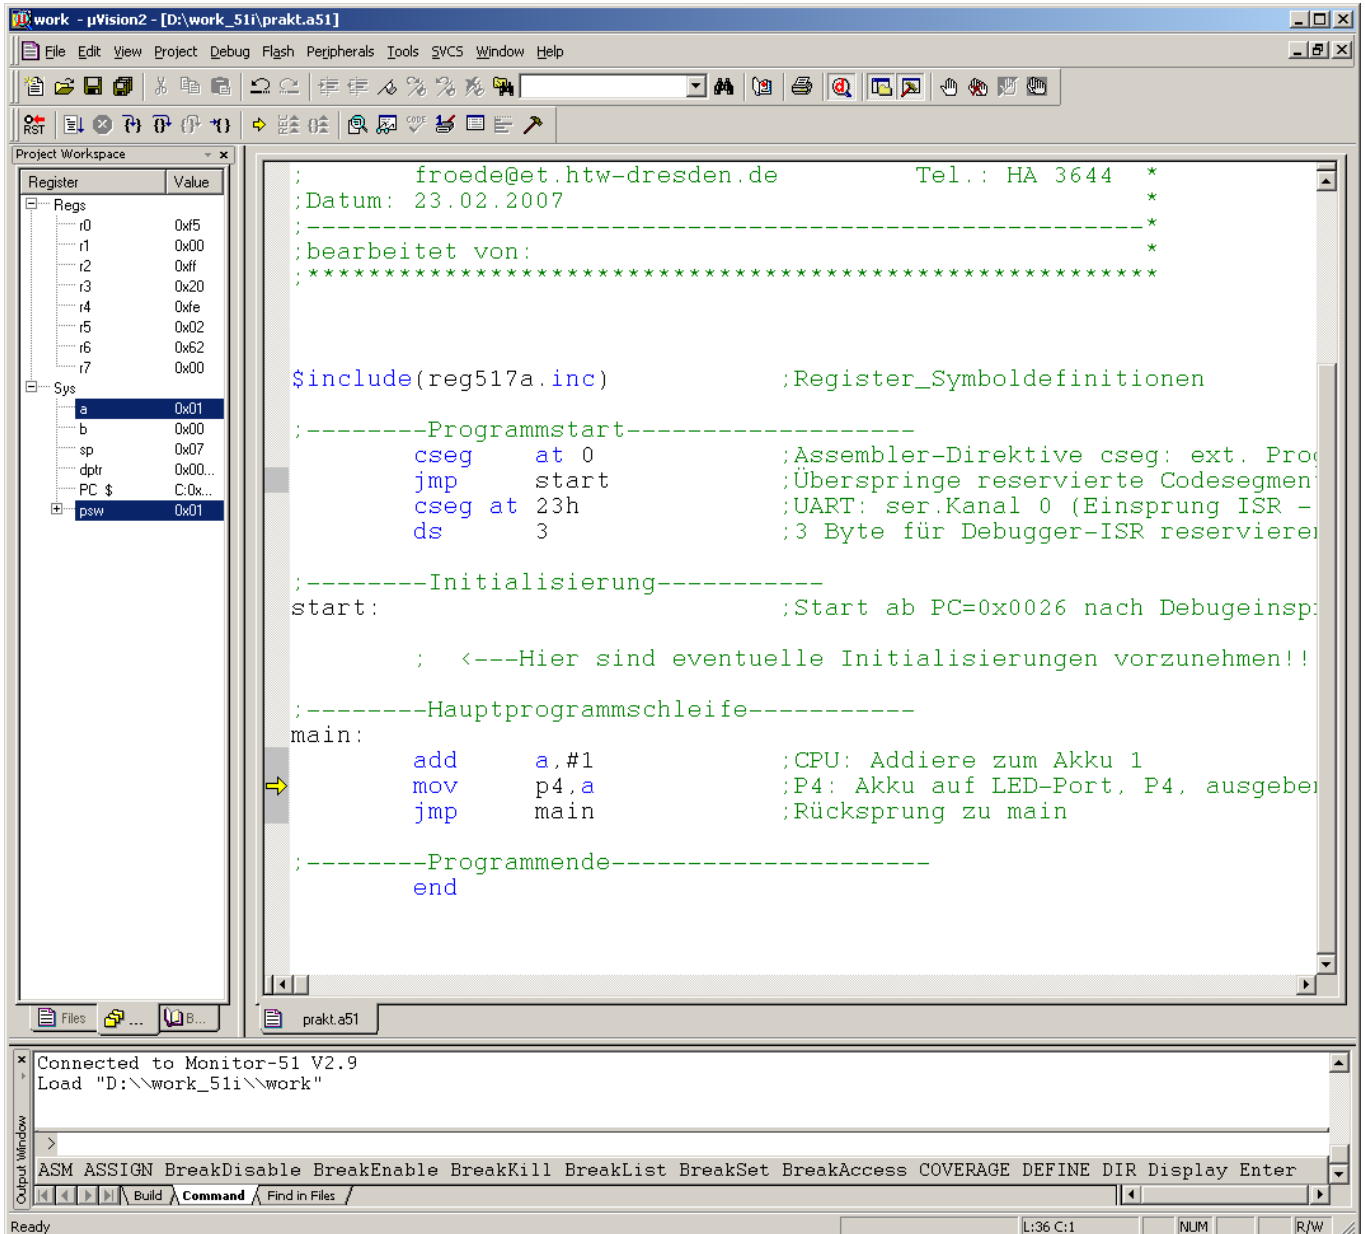 work - µVision2 - [D:\work_51i\prakt.a51]
File Edit View Project Debug Flash Peripherals Tools SVCS Window Help
RST
CODE
Project Workspace
Register Value
Regs
r0 0xf5
r1 0x00
r2 0xff
r3 0x20
r4 0xfe
r5 0x02
r6 0x62
r7 0x00
Sys
a 0x01
b 0x00
sp 0x07
dptr 0x00...
PC $ C:0x...
psw 0x01
Files ... B...
; froede@et.htw-dresden.de Tel.: HA 3644 *
;Datum: 23.02.2007 *
;-------------------------------------------------------*
;bearbeitet von: *
;********************************************************
$include(reg517a.inc) ;Register_Symboldefinitionen
;--------Programmstart-------------------
cseg at 0 ;Assembler-Direktive cseg: ext. Prog
jmp start ;Überspringe reservierte Codesegmen
cseg at 23h ;UART: ser.Kanal 0 (Einsprung ISR -
ds 3 ;3 Byte für Debugger-ISR reservieren
;--------Initialisierung-----------
start: ;Start ab PC=0x0026 nach Debugeinsp
; <---Hier sind eventuelle Initialisierungen vorzunehmen!!
;--------Hauptprogrammschleife-----------
main:
add a,#1 ;CPU: Addiere zum Akku 1
mov p4,a ;P4: Akku auf LED-Port, P4, ausgeben
jmp main ;Rücksprung zu main
;--------Programmende---------------------
end
prakt.a51
Connected to Monitor-51 V2.9
Load "D:\\work_51i\\work"
>
ASM ASSIGN BreakDisable BreakEnable BreakKill BreakList BreakSet BreakAccess COVERAGE DEFINE DIR Display Enter
Output Window
Build Command Find in Files
Ready L:36 C:1 NUM R/W